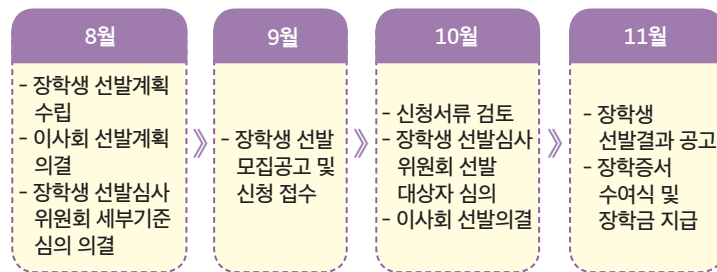 8월
- 장학생 선발계획
수립
- 이사회 선발계획
의결
- 장학생 선발심사
위원회 세부기준
심의 의결
9월
- 장학생 선발
모집공고 및
신청 접수
10월
- 신청서류 검토
- 장학생 선발심사
위원회 선발
대상자 심의
- 이사회 선발의결
11월
- 장학생
선발결과 공고
- 장학증서
수여식 및
장학금 지급